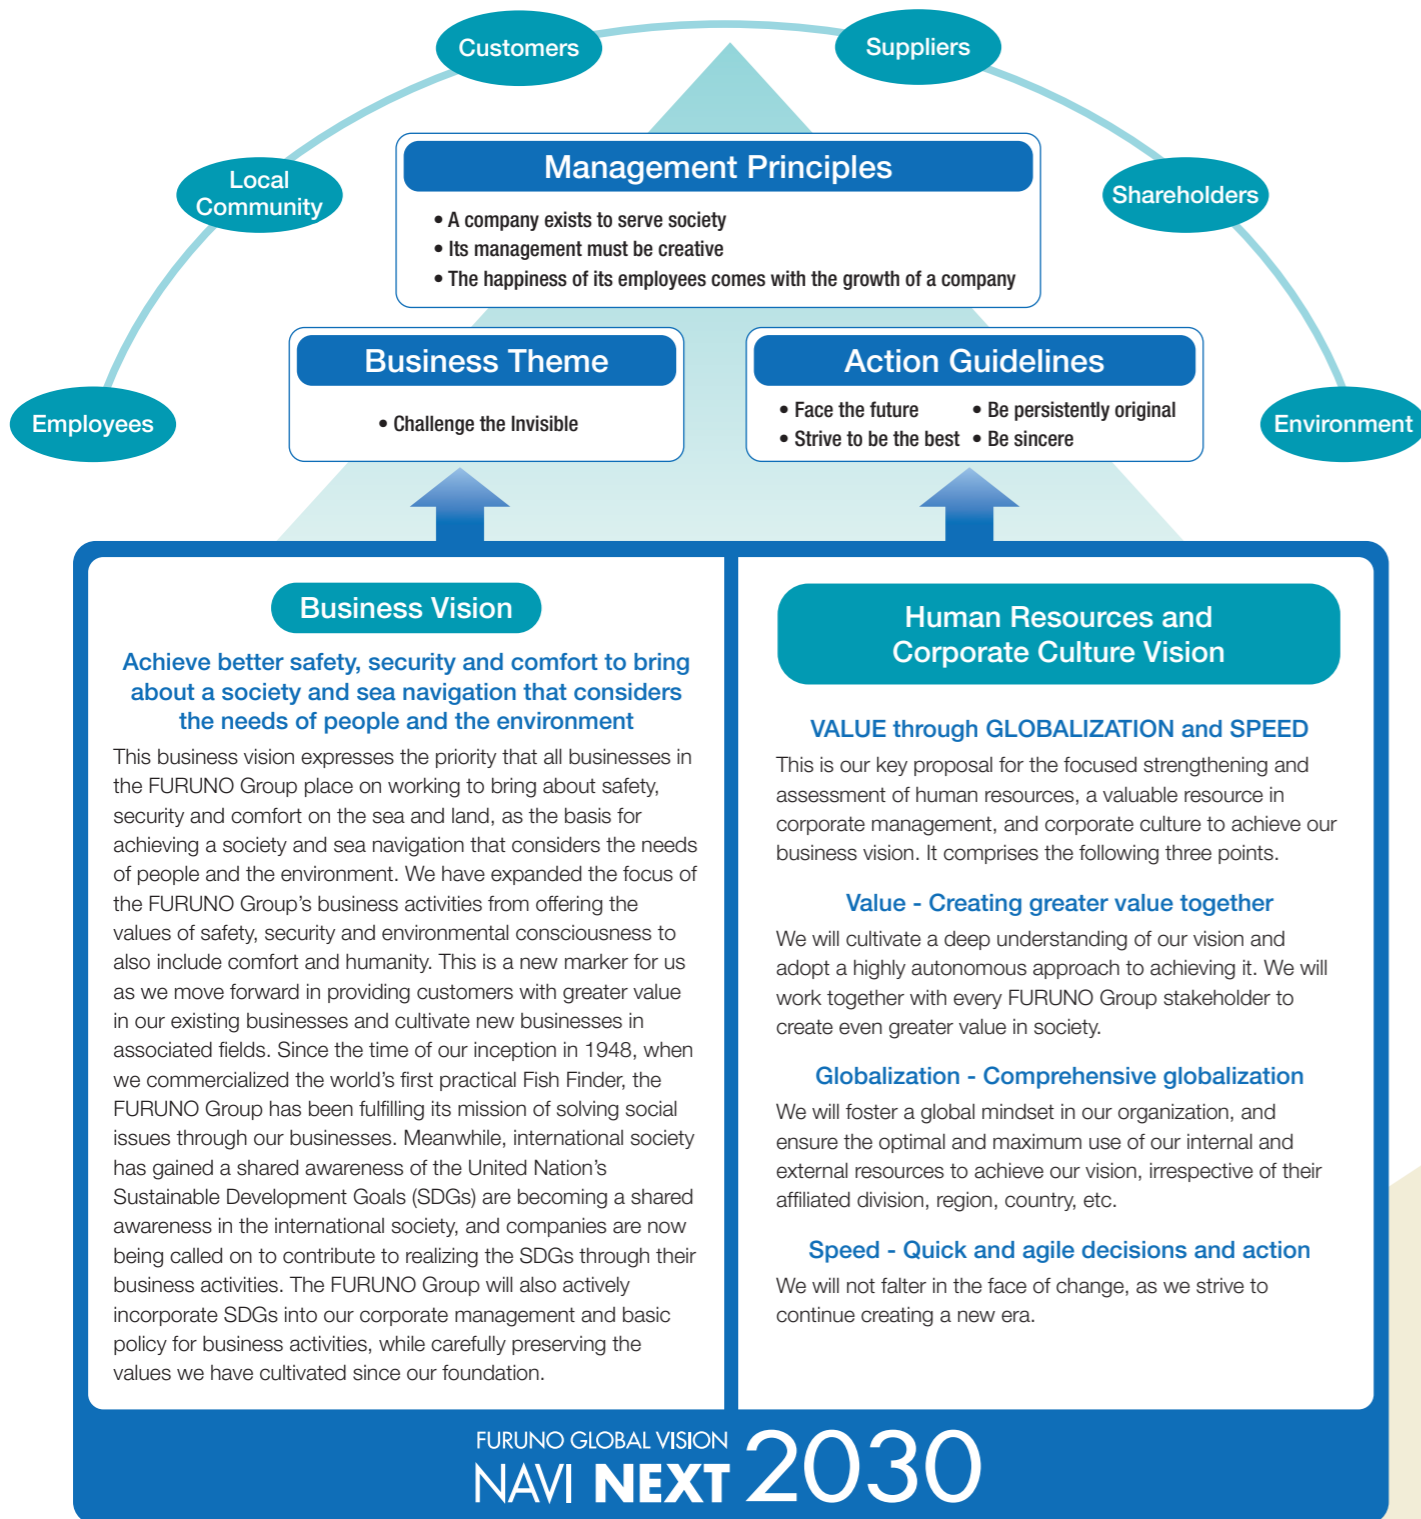 Customers
Suppliers
Local
Community
Shareholders
Employees
Environment
Management Principles
• A company exists to serve society
• Its management must be creative
• The happiness of its employees comes with the growth of a company
Business Theme
• Challenge the Invisible
Action Guidelines
• Face the future • Be persistently original
• Strive to be the best • Be sincere
Business Vision
Achieve better safety, security and comfort to bring
about a society and sea navigation that considers
the needs of people and the environment
This business vision expresses the priority that all businesses in
the FURUNO Group place on working to bring about safety,
security and comfort on the sea and land, as the basis for
achieving a society and sea navigation that considers the needs
of people and the environment. We have expanded the focus of
the FURUNO Group's business activities from offering the
values of safety, security and environmental consciousness to
also include comfort and humanity. This is a new marker for us
as we move forward in providing customers with greater value
in our existing businesses and cultivate new businesses in
associated fields. Since the time of our inception in 1948, when
we commercialized the world's first practical Fish Finder, the
FURUNO Group has been fulfilling its mission of solving social
issues through our businesses. Meanwhile, international society
has gained a shared awareness of the United Nation's
Sustainable Development Goals (SDGs) are becoming a shared
awareness in the international society, and companies are now
being called on to contribute to realizing the SDGs through their
business activities. The FURUNO Group will also actively
incorporate SDGs into our corporate management and basic
policy for business activities, while carefully preserving the
values we have cultivated since our foundation.
Human Resources and
Corporate Culture Vision
VALUE through GLOBALIZATION and SPEED
This is our key proposal for the focused strengthening and
assessment of human resources, a valuable resource in
corporate management, and corporate culture to achieve our
business vision. It comprises the following three points.
Value - Creating greater value together
We will cultivate a deep understanding of our vision and
adopt a highly autonomous approach to achieving it. We will
work together with every FURUNO Group stakeholder to
create even greater value in society.
Globalization - Comprehensive globalization
We will foster a global mindset in our organization, and
ensure the optimal and maximum use of our internal and
external resources to achieve our vision, irrespective of their
affiliated division, region, country, etc.
Speed - Quick and agile decisions and action
We will not falter in the face of change, as we strive to
continue creating a new era.
FURUNO GLOBAL VISION
NAVI NEXT 2030